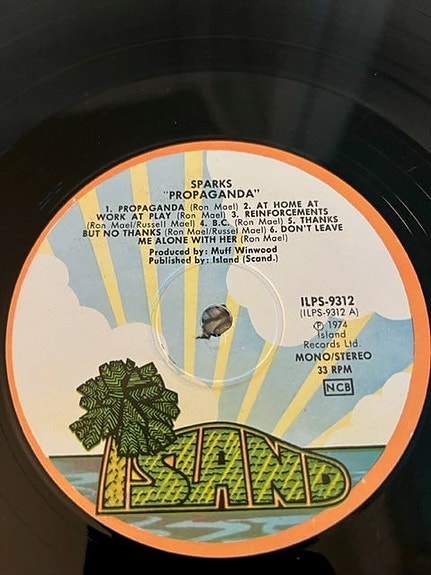 SPARKS
"PROPAGANDA"
1. PROPAGANDA (Ron Mael) 2. AT HOME AT
WORK AT PLAY (Ron Mael) 3. REINFORCEMENTS
(Ron Mael/Russell Mael) 4. B.C. (Ron Mael) 5. THANKS
BUT NO THANKS (Ron Mael/Russel Mael) 6. DON'T LEAVE
ME ALONE WITH HER (Ron Mael)
Produced by: Muff Winwood
Published by: Island (Scand.)
ILPS-9312
(ILPS-9312 A)
Ⓟ 1974
Island
Records Ltd.
MONO/STEREO
33 RPM
NCB
ISLAND